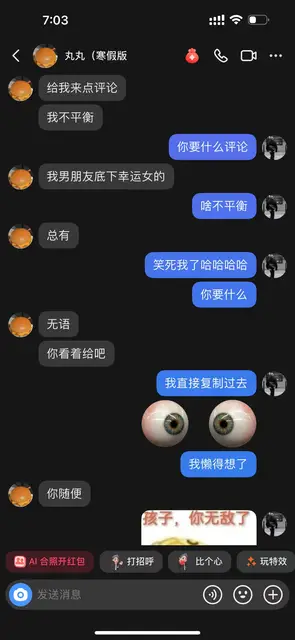 7:03
丸丸（寒假版
给我来点评论
我不平衡
你要什么评论
我男朋友底下幸运女的
啥不平衡
总有
笑死我了哈哈哈哈
你要什么
无语
你看着给吧
我直接复制过去
我懒得想了
你随便
孩子，你无敌了
AI 合照开红包
打招呼
比个心
玩特效
发送消息